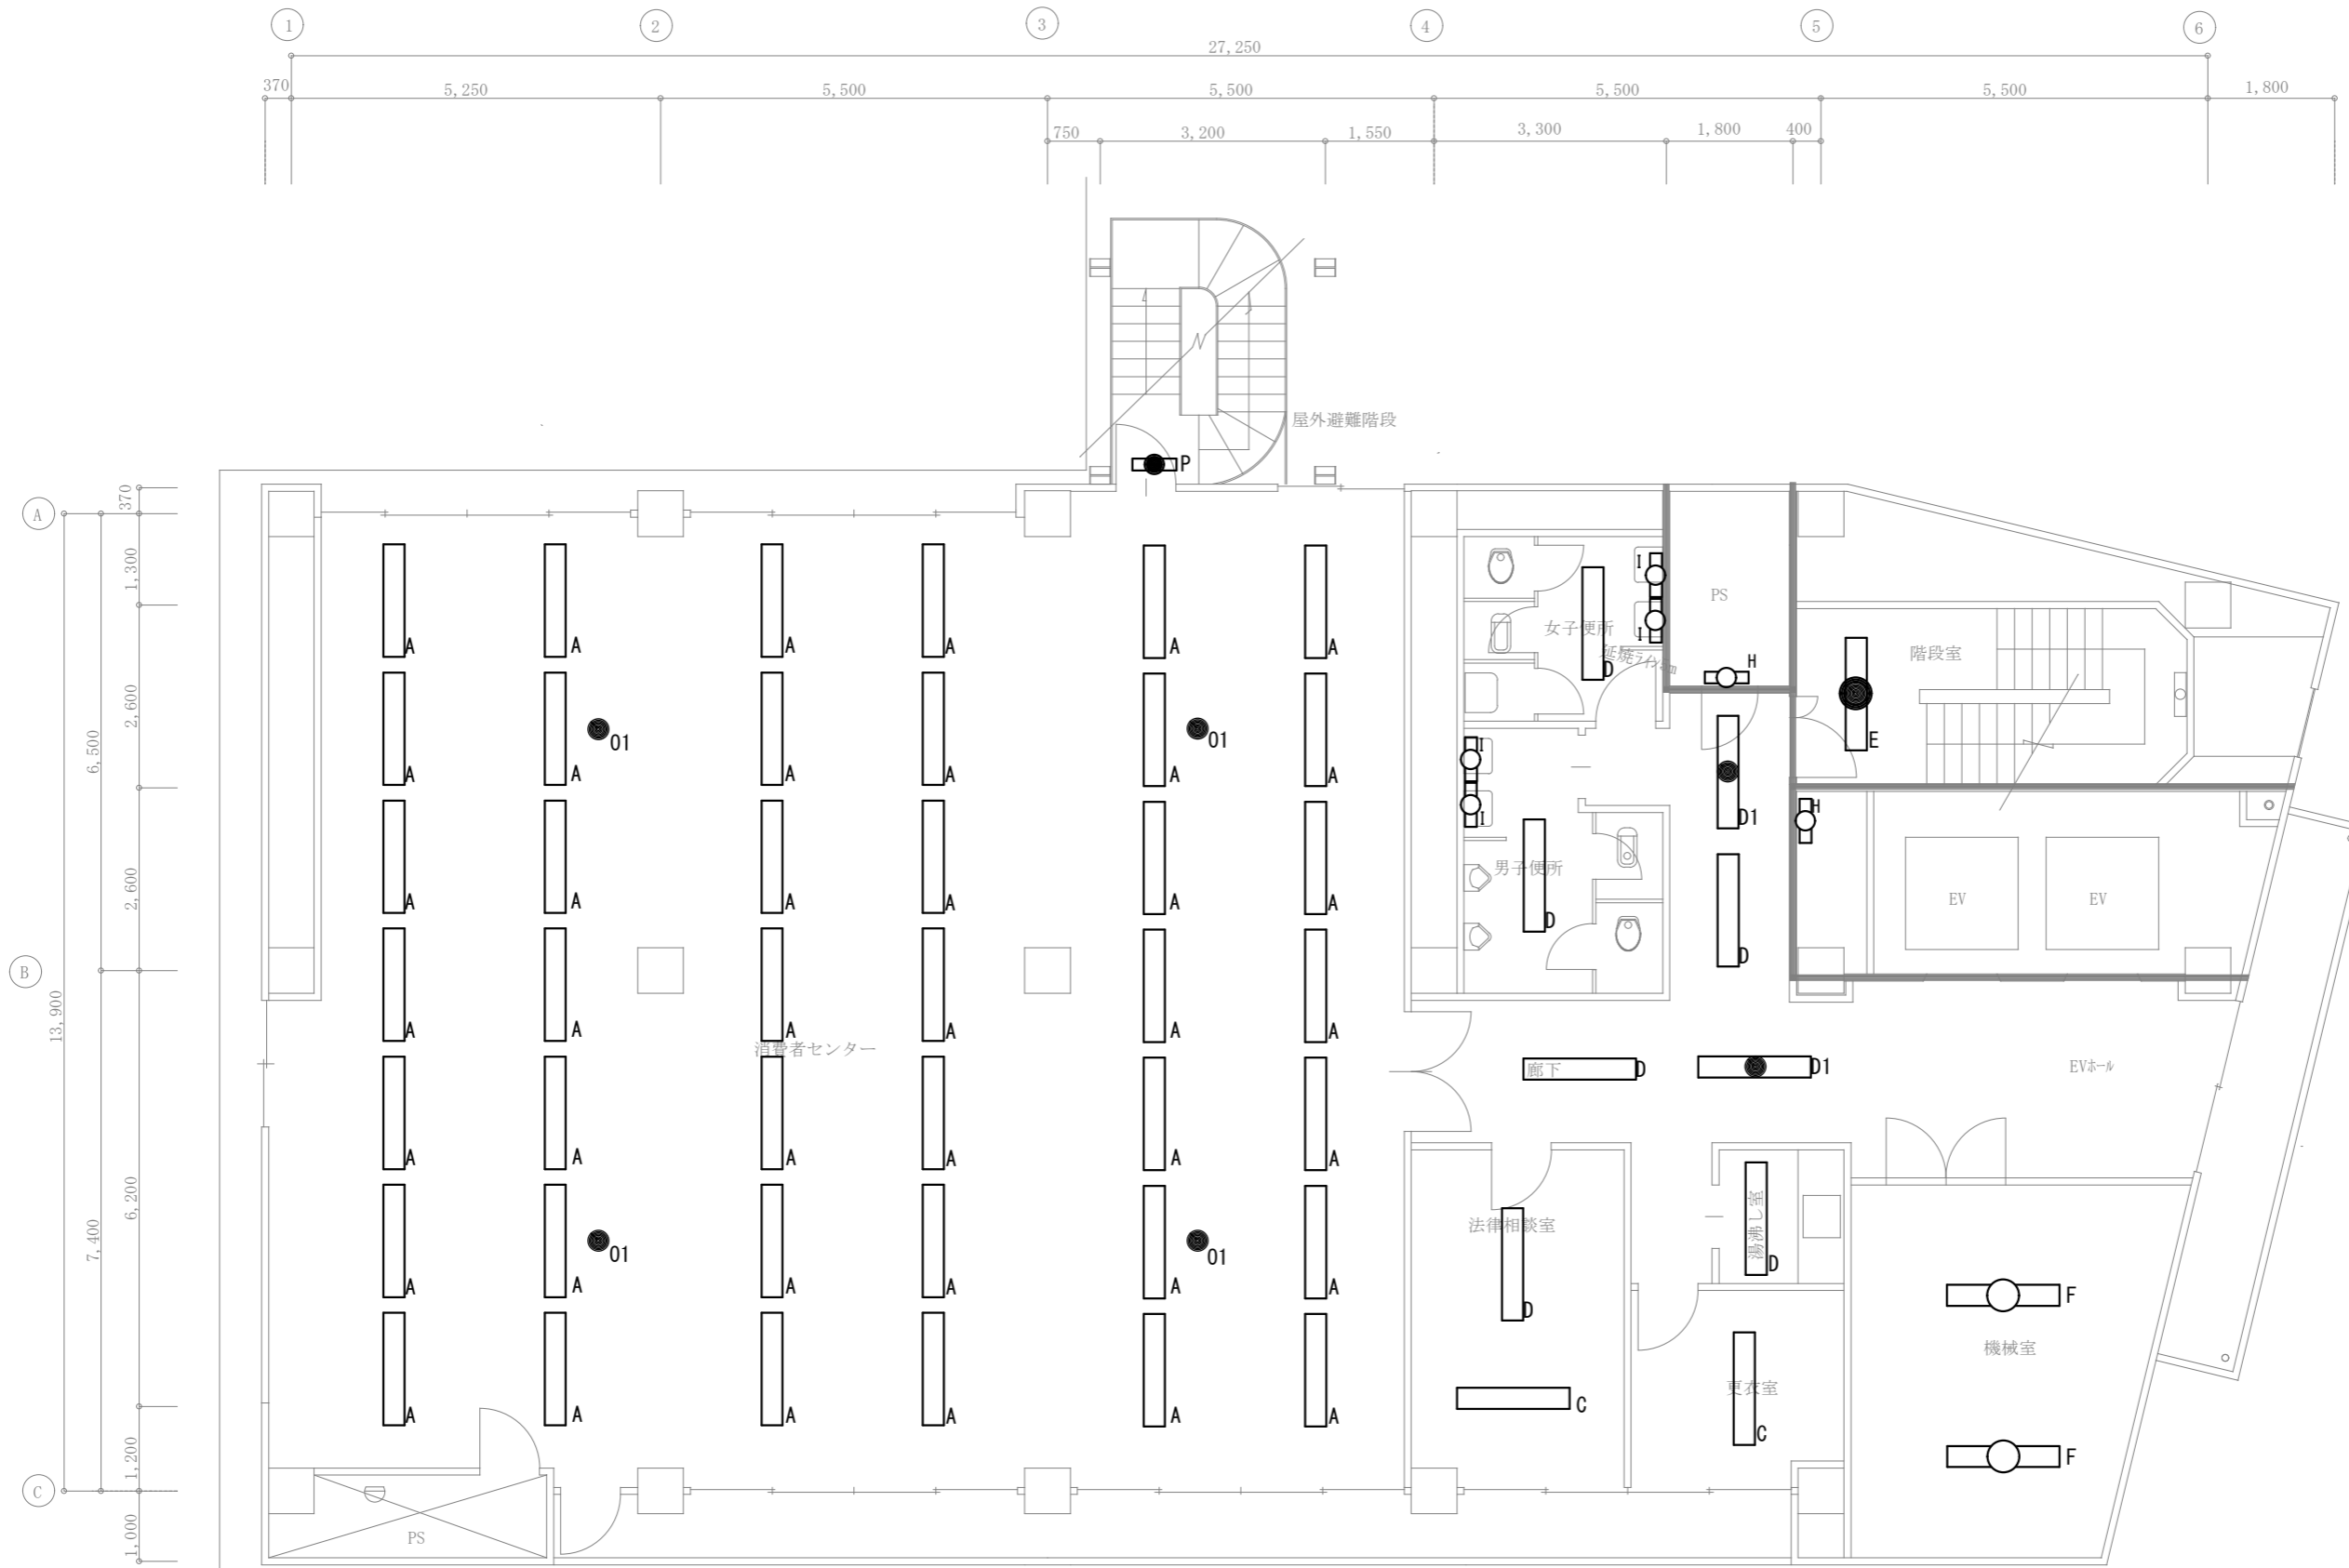 1 2 3 4 5 6
27,250
370 5,250 5,500 5,500 5,500 5,500 1,800
750 3,200 1,550 3,300 1,800 400
屋外避難階段
P
A
370
1,300
2,600
6,500
2,600
B
13,900
6,200
7,400
1,200
C
1,000
A A A A A A
A A A A A A
O1 O1
A A A A A A
A A A A A A
消費者センター
A A A A A A
A A A A A A
O1 O1
A A A A A A
PS
I
I
女子便所
D
PS
H
階段室
E
I
I
男子便所
D
D1
D
H
EV EV
廊下 D D1 EVホール
法律相談室
D
湯沸し室
D
C
更衣室
C
F
機械室
F